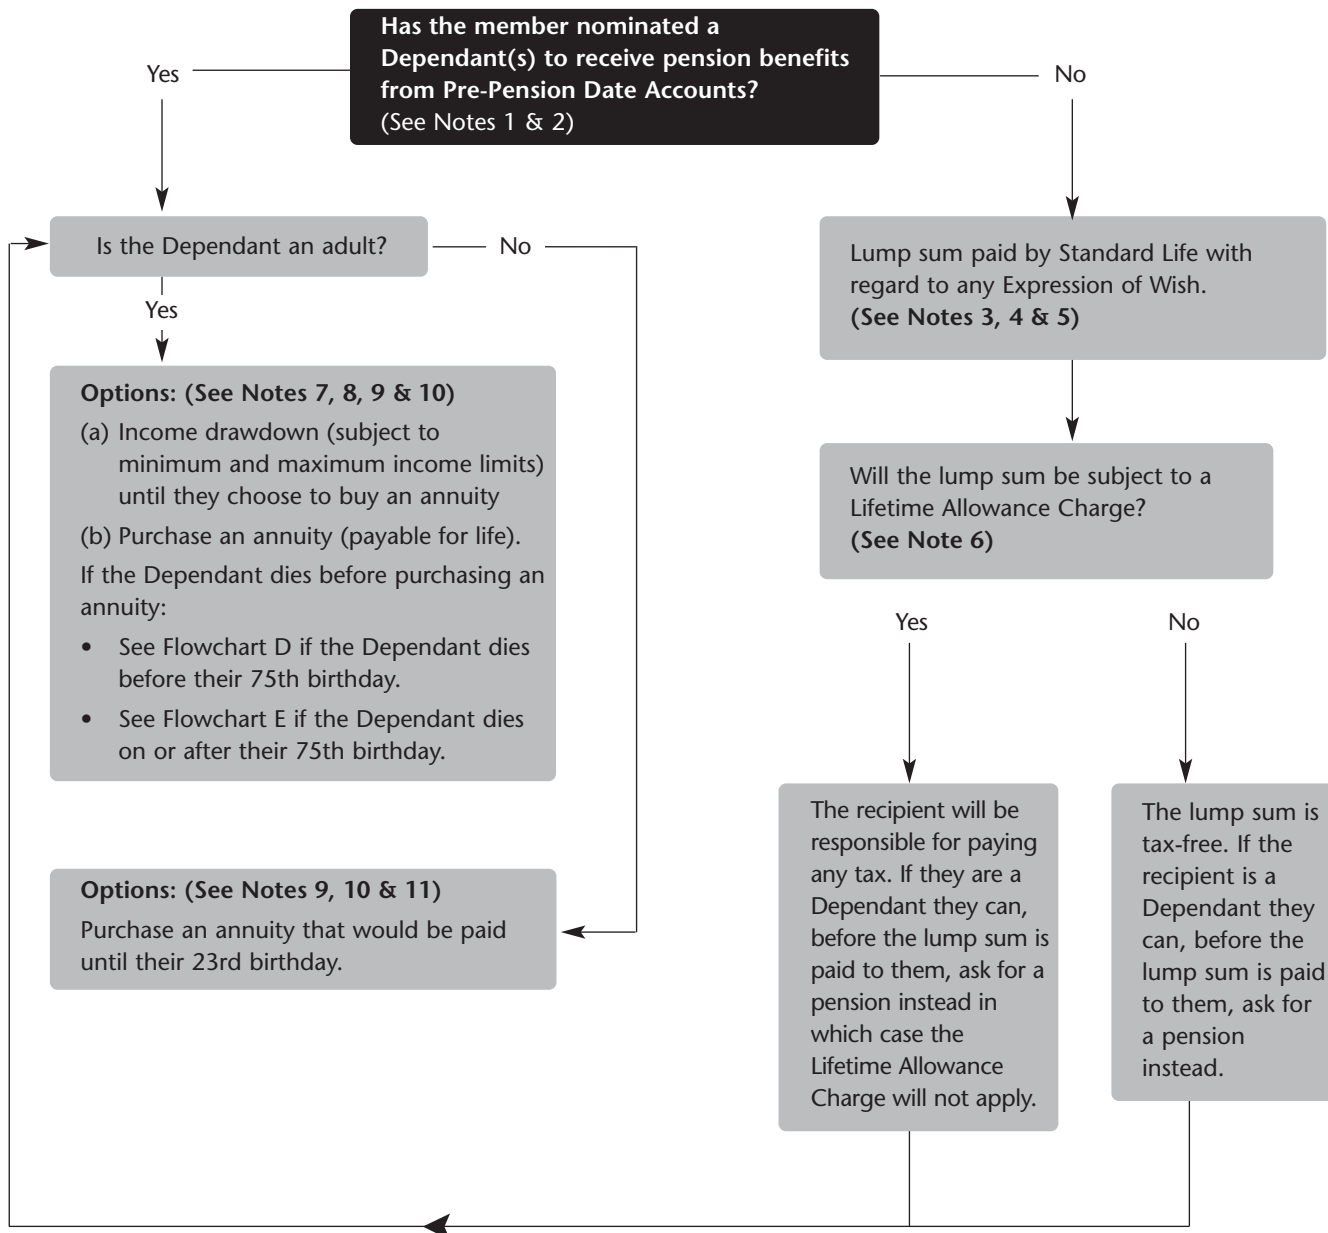 Has the member nominated a
Dependant(s) to receive pension benefits
from Pre-Pension Date Accounts?
(See Notes 1 & 2)
Yes
No
Is the Dependant an adult?
No
Yes
Options: (See Notes 7, 8, 9 & 10)
(a) Income drawdown (subject to
minimum and maximum income limits)
until they choose to buy an annuity
(b) Purchase an annuity (payable for life).
If the Dependant dies before purchasing an
annuity:
• See Flowchart D if the Dependant dies
before their 75th birthday.
• See Flowchart E if the Dependant dies
on or after their 75th birthday.
Options: (See Notes 9, 10 & 11)
Purchase an annuity that would be paid
until their 23rd birthday.
Lump sum paid by Standard Life with
regard to any Expression of Wish.
(See Notes 3, 4 & 5)
Will the lump sum be subject to a
Lifetime Allowance Charge?
(See Note 6)
Yes
No
The recipient will be
responsible for paying
any tax. If they are a
Dependant they can,
before the lump sum is
paid to them, ask for a
pension instead in
which case the
Lifetime Allowance
Charge will not apply.
The lump sum is
tax-free. If the
recipient is a
Dependant they
can, before the
lump sum is paid
to them, ask for
a pension
instead.